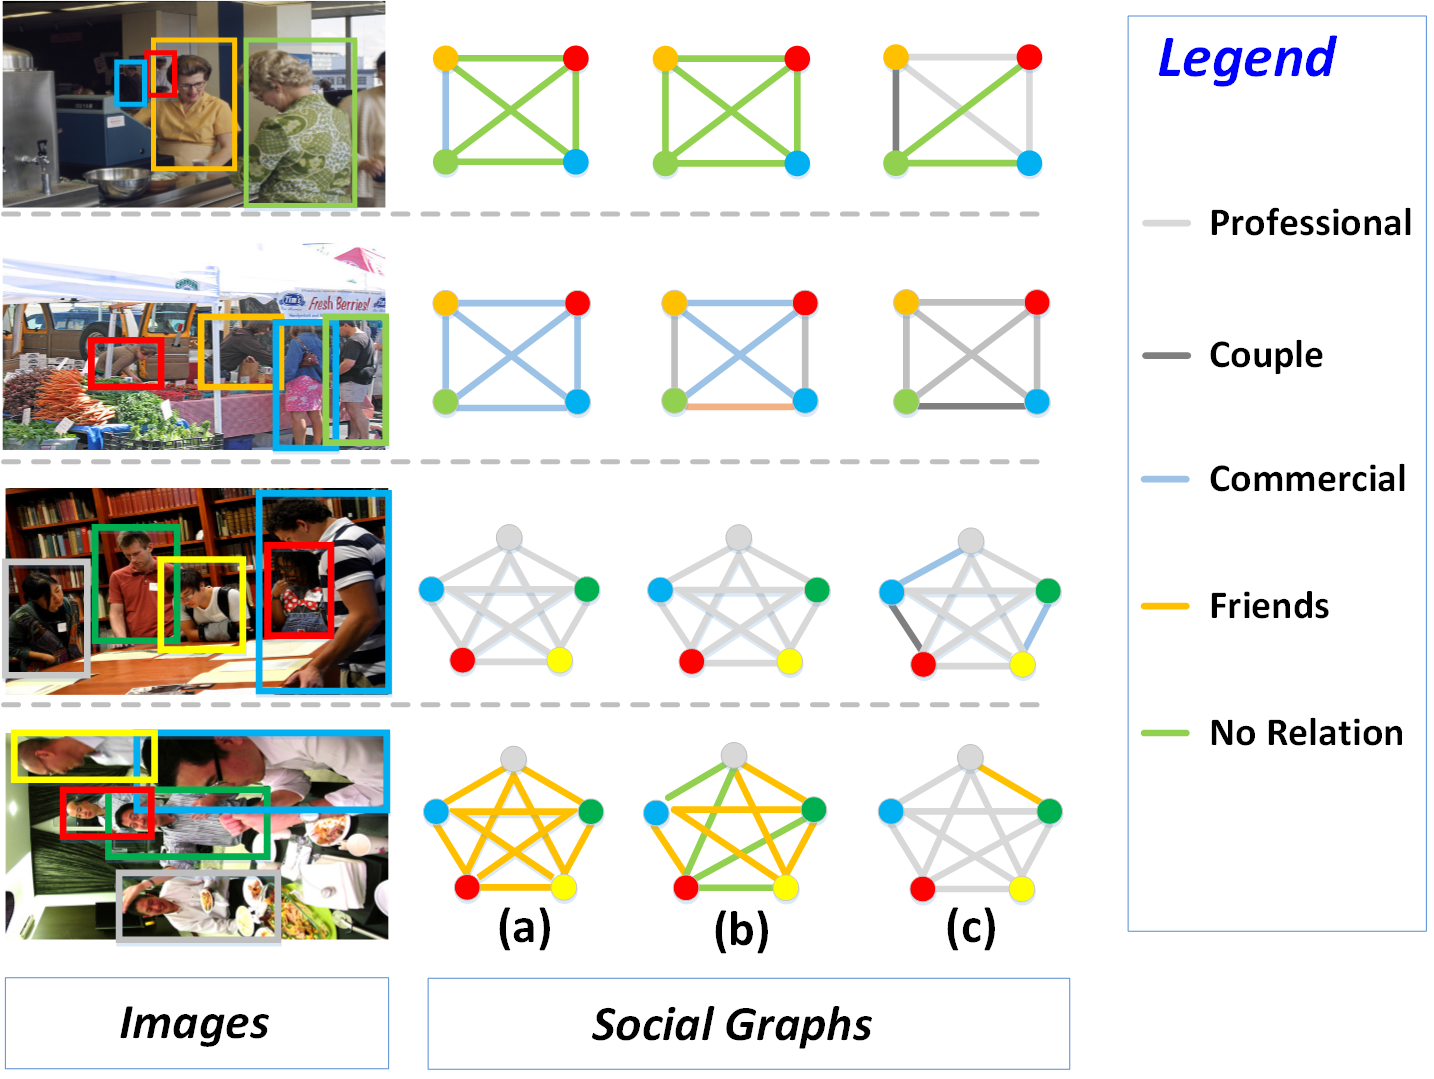 Legend
Professional
Fresh Berries!
Couple
Commercial
Friends
No Relation
(a) (b) (c)
Images
Social Graphs